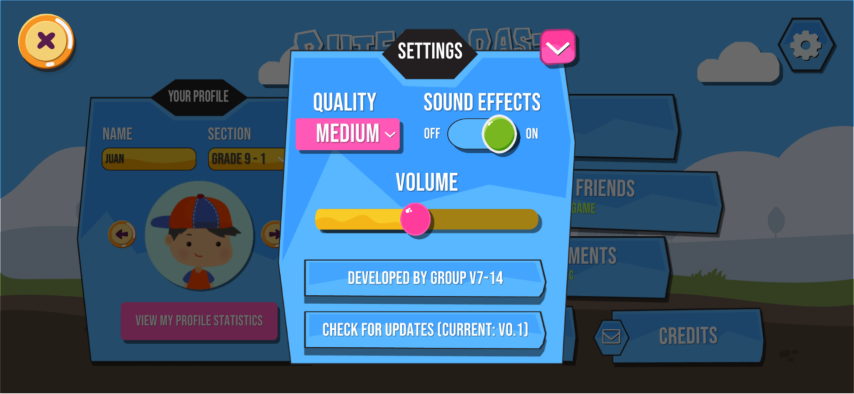 SETTINGS
YOUR PROFILE
NAME
SECTION
JUAN
GRADE 9 - 1
VIEW MY PROFILE STATISTICS
QUALITY
SOUND EFFECTS
MEDIUM
OFF
ON
VOLUME
DEVELOPED BY GROUP V7-14
CHECK FOR UPDATES (CURRENT: V0.1)
FRIENDS
GAME
CREDITS